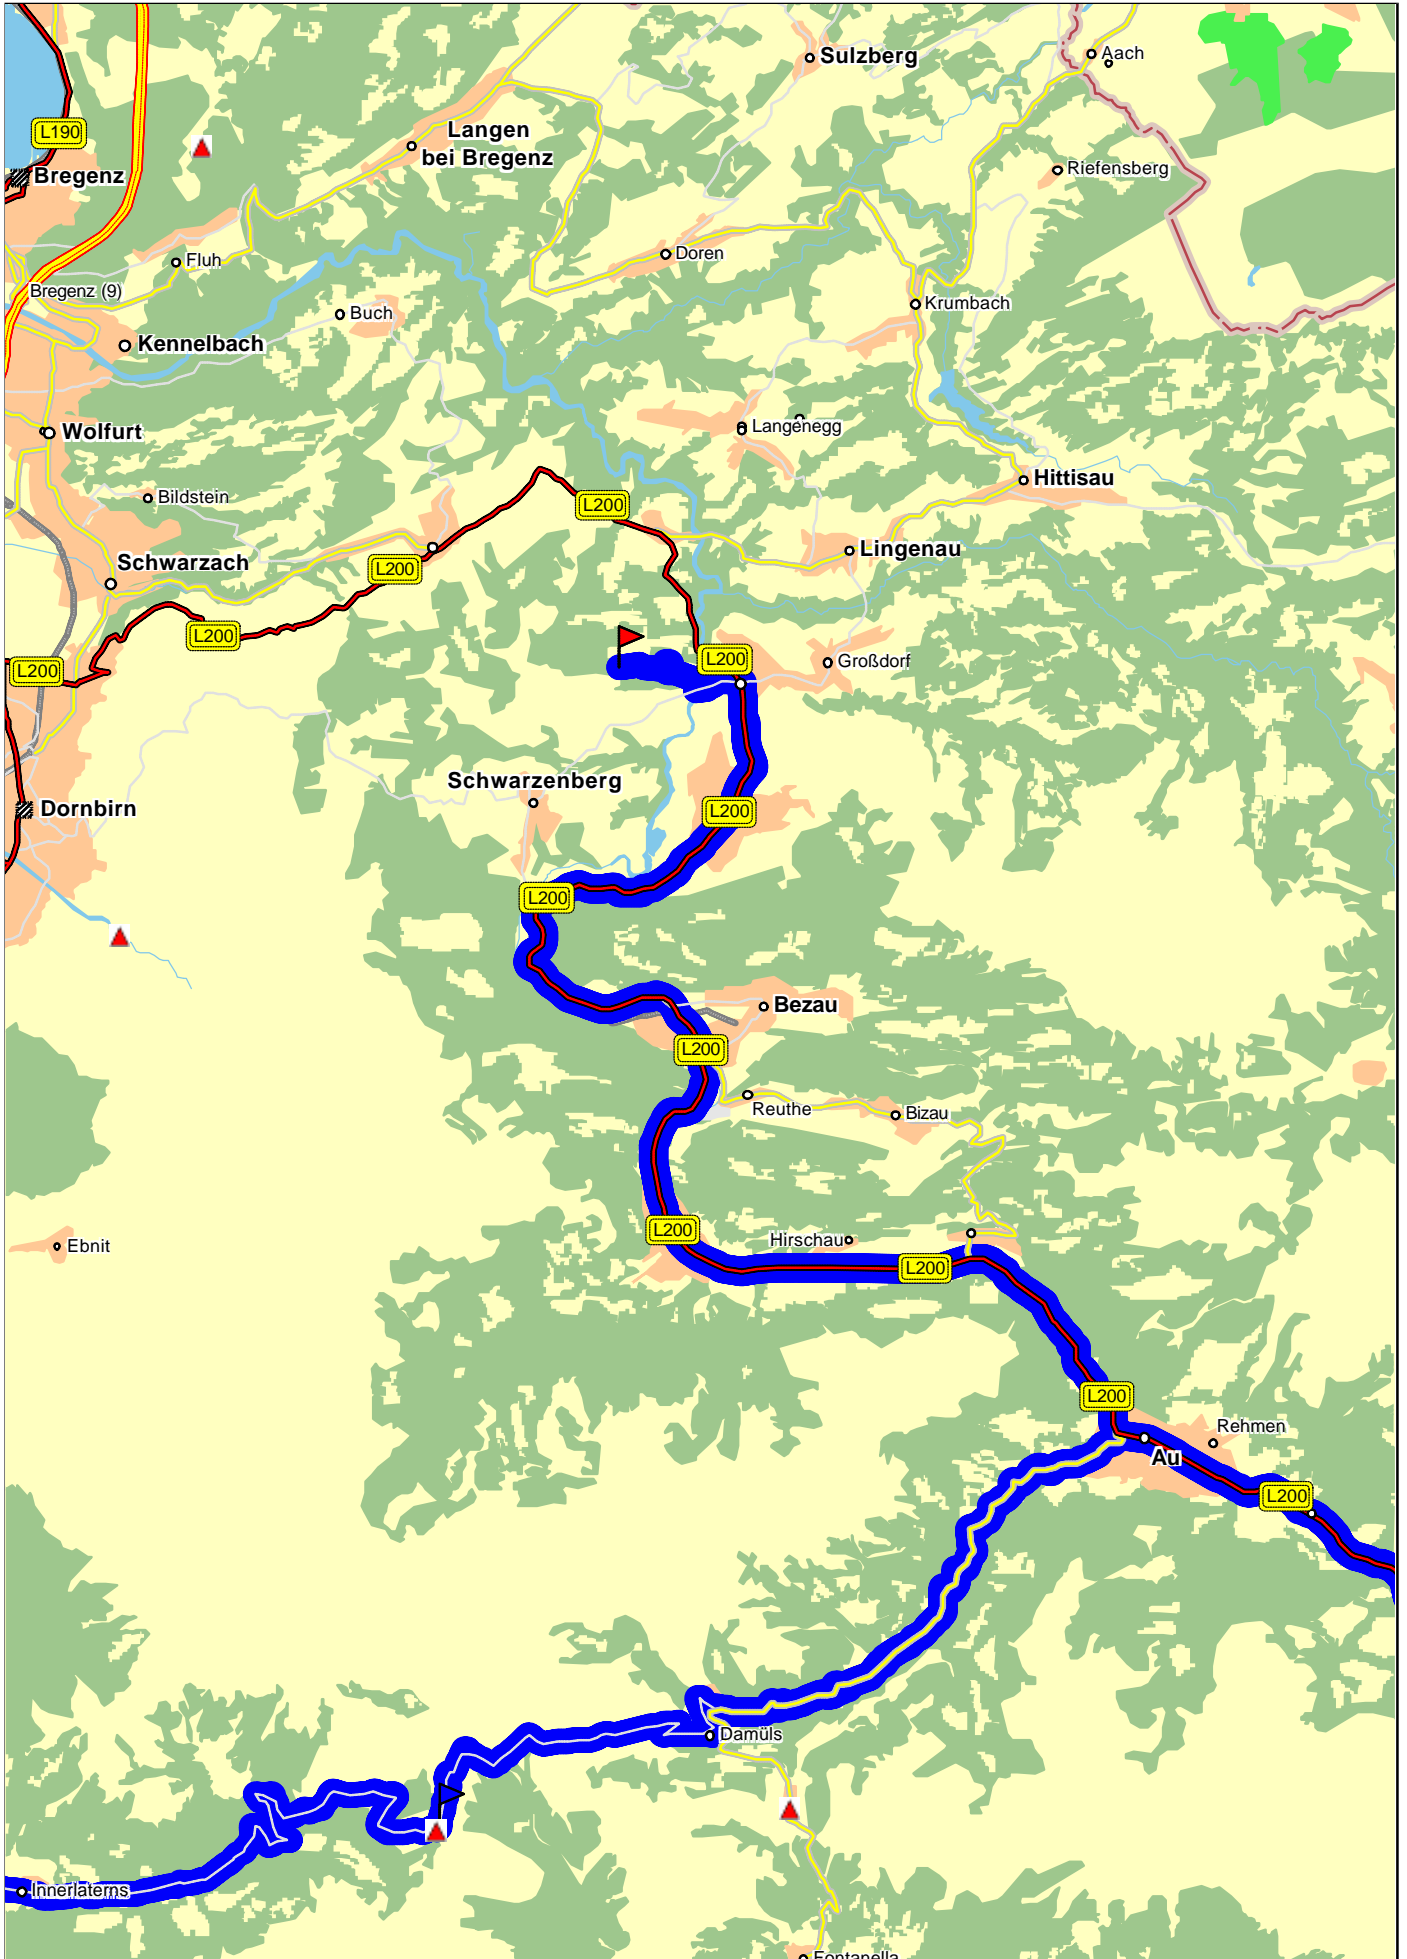 Sulzberg
Aach
L190
Langen
bei Bregenz
Bregenz
Riefensberg
Doren
Fluh
Bregenz (9)
Krumbach
Buch
Kennelbach
Langenegg
Wolfurt
Hittisau
Bildstein
L200
Lingenau
Schwarzach
L200
L200
L200
Großdorf
L200
Schwarzenberg
Dornbirn
L200
L200
Bezau
L200
Reuthe
Bizau
L200
Ebnit
Hirschau
L200
L200
Rehmen
Au
L200
Damüls
Innerlaterns
Fontanella